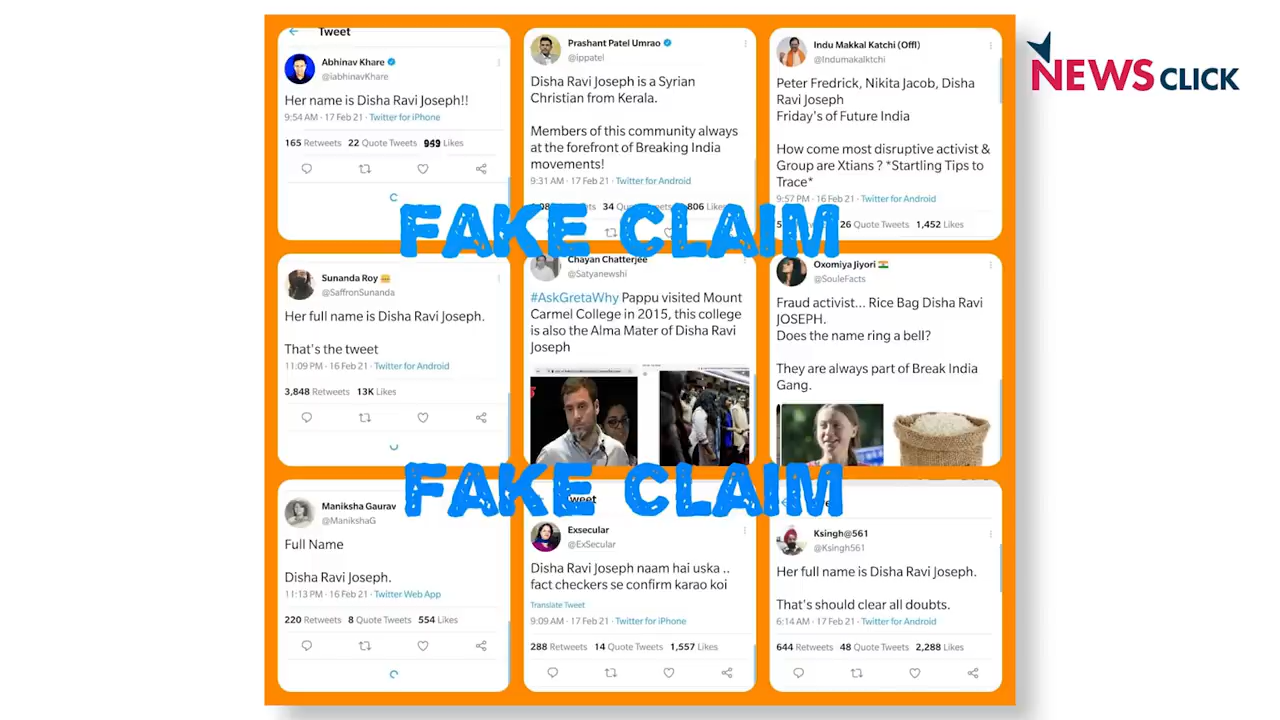 Tweet
Abhinav Khare
@iabhinavKhare
Her name is Disha Ravi Joseph!!
9:54 AM · 17 Feb 21 · Twitter for iPhone
165 Retweets 22 Quote Tweets 949 Likes
Prashant Patel Umrao
@ippatel
Disha Ravi Joseph is a Syrian
Christian from Kerala.
Members of this community always
at the forefront of Breaking India
movements!
9:31 AM · 17 Feb 21 · Twitter for Android
34 Quote Tweets 806 Likes
Indu Makkal Katchi (Offl)
@Indumakalktchi
Peter Fredrick, Nikita Jacob, Disha
Ravi Joseph
Friday's of Future India
How come most disruptive activist &
Group are Xtians ? *Startling Tips to
Trace*
9:57 PM · 16 Feb 21 · Twitter for Android
26 Quote Tweets 1,452 Likes
NEWS CLICK
FAKE CLAIM
Sunanda Roy
@SaffronSunanda
Her full name is Disha Ravi Joseph.
That's the tweet
11:09 PM · 16 Feb 21 · Twitter for Android
3,848 Retweets 13K Likes
Chayan Chatterjee
@Satyanewshi
#AskGretaWhy Pappu visited Mount
Carmel College in 2015, this college
is also the Alma Mater of Disha Ravi
Joseph
Oxomiya Jiyori
@SouleFacts
Fraud activist... Rice Bag Disha Ravi
JOSEPH.
Does the name ring a bell?
They are always part of Break India
Gang.
FAKE CLAIM
Maniksha Gaurav
@ManikshaG
Full Name
Disha Ravi Joseph.
11:13 PM · 16 Feb 21 · Twitter Web App
220 Retweets 8 Quote Tweets 554 Likes
Tweet
Exsecular
@ExSecular
Disha Ravi Joseph naam hai uska ..
fact checkers se confirm karao koi
Translate Tweet
9:09 AM · 17 Feb 21 · Twitter for iPhone
288 Retweets 14 Quote Tweets 1,557 Likes
Ksingh@561
@Ksingh561
Her full name is Disha Ravi Joseph.
That's should clear all doubts.
6:14 AM · 17 Feb 21 · Twitter for Android
644 Retweets 48 Quote Tweets 2,288 Likes